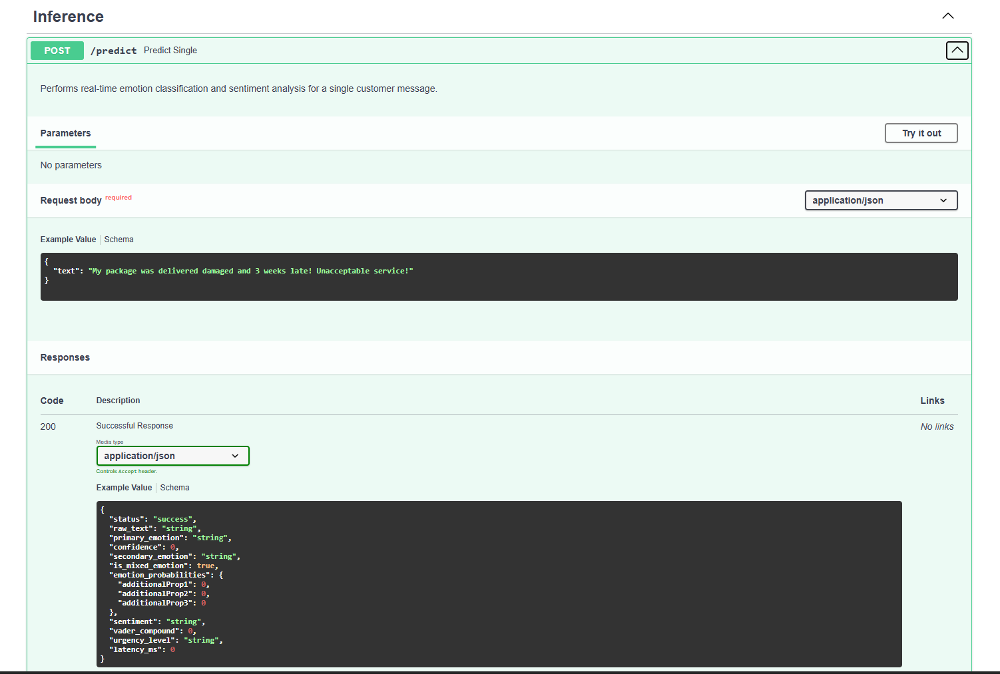 Inference
POST /predict Predict Single
Performs real-time emotion classification and sentiment analysis for a single customer message.
Parameters
Try it out
No parameters
Request body required
application/json
Example Value Schema
{
  "text": "My package was delivered damaged and 3 weeks late! Unacceptable service!"
}
Responses
Code Description Links
200 Successful Response No links
Media type
application/json
Controls Accept header.
Example Value Schema
{
  "status": "success",
  "raw_text": "string",
  "primary_emotion": "string",
  "confidence": 0,
  "secondary_emotion": "string",
  "is_mixed_emotion": true,
  "emotion_probabilities": {
    "additionalProp1": 0,
    "additionalProp2": 0,
    "additionalProp3": 0
  },
  "sentiment": "string",
  "vader_compound": 0,
  "urgency_level": "string",
  "latency_ms": 0
}